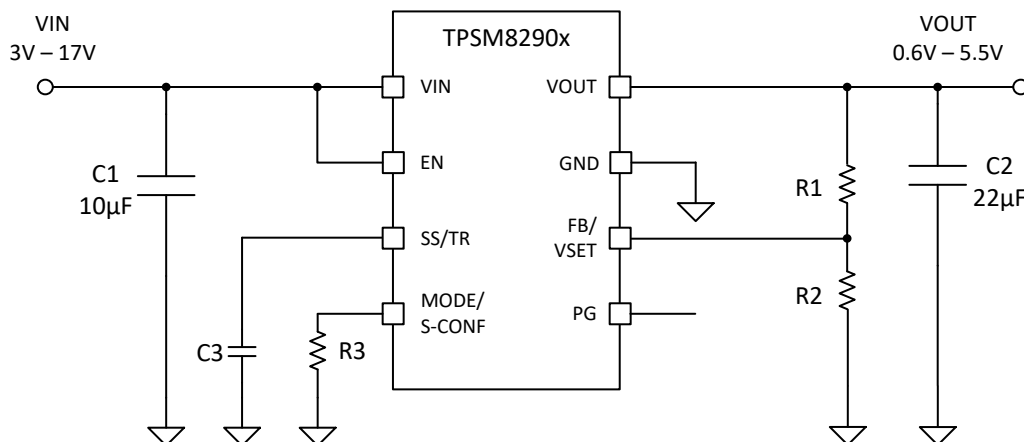 VIN
3V – 17V
TPSM8290x
VOUT
0.6V – 5.5V
VIN
VOUT
C1
10µF
EN
GND
R1
C2
22µF
SS/TR
FB/
VSET
MODE/
S-CONF
PG
R2
C3
R3